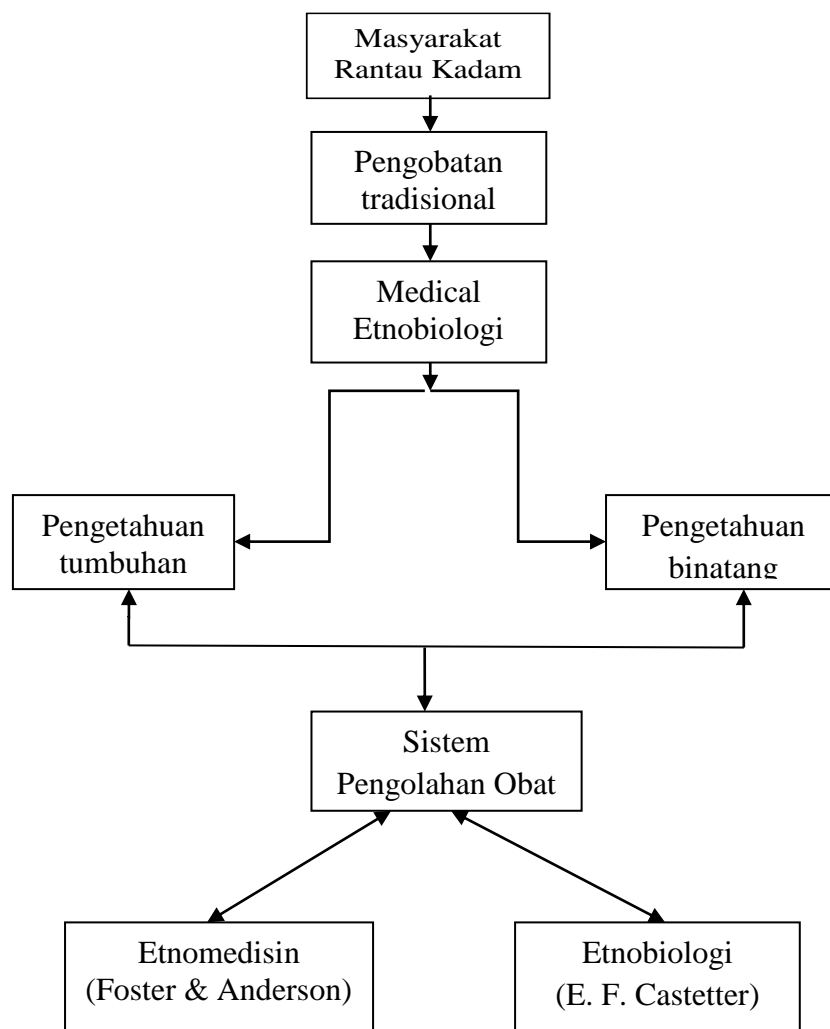 Masyarakat
Rantau Kadam
Pengobatan
tradisional
Medical
Etnobiologi
Pengetahuan
tumbuhan
Pengetahuan
binatang
Sistem
Pengolahan Obat
Etnomedisin
(Foster & Anderson)
Etnobiologi
(E. F. Castetter)